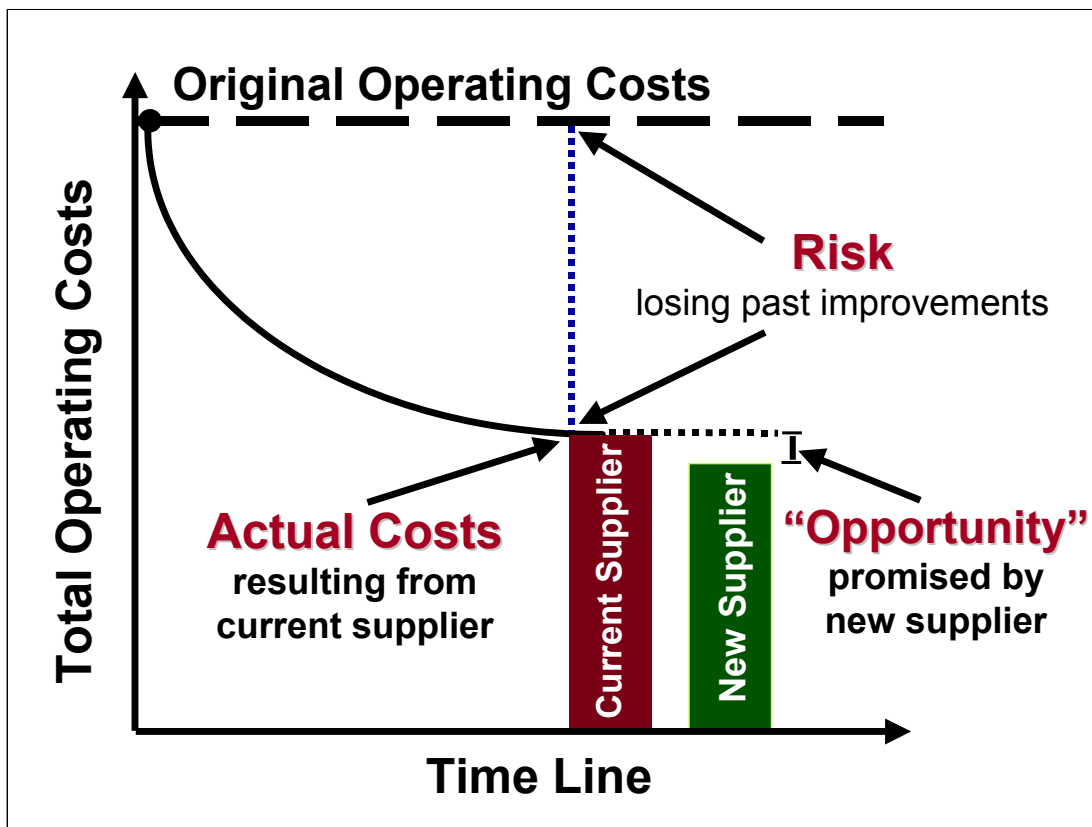 Original Operating Costs
Total Operating Costs
Risk
losing past improvements
Actual Costs
resulting from
current supplier
Current Supplier
New Supplier
“Opportunity”
promised by
new supplier
Time Line